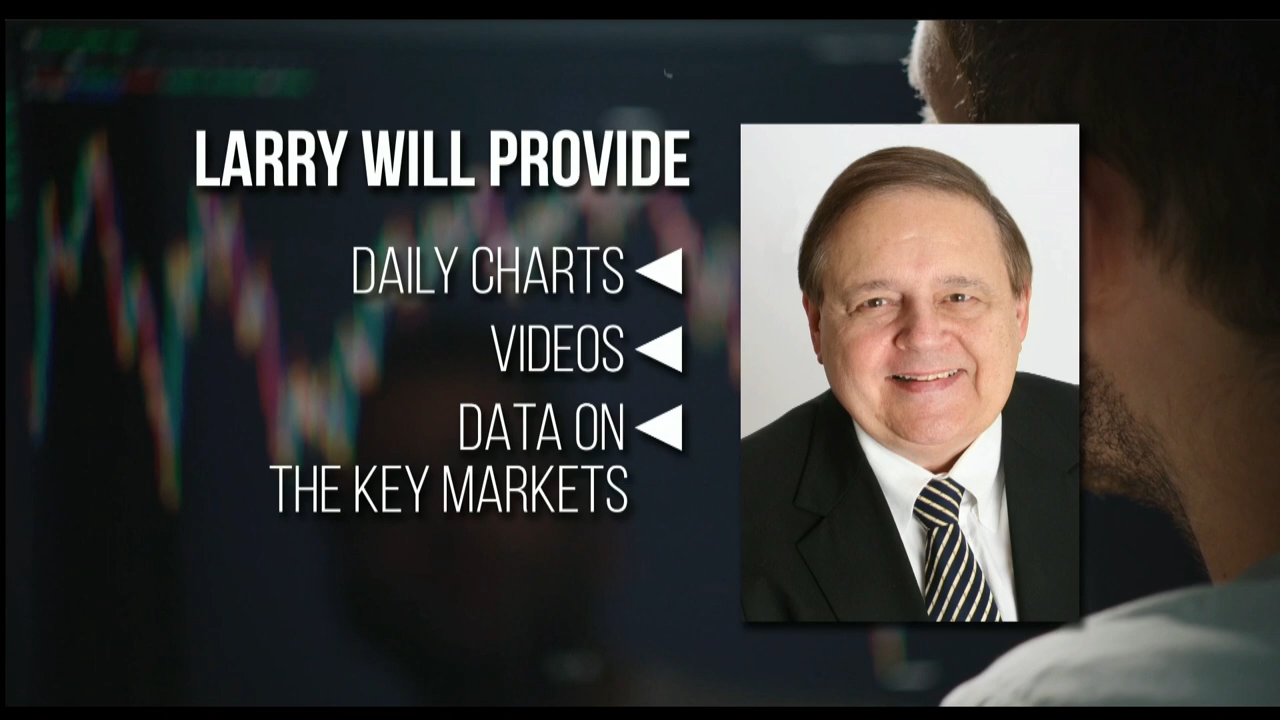 LARRY WILL PROVIDE
DAILY CHARTS
VIDEOS
DATA ON
THE KEY MARKETS